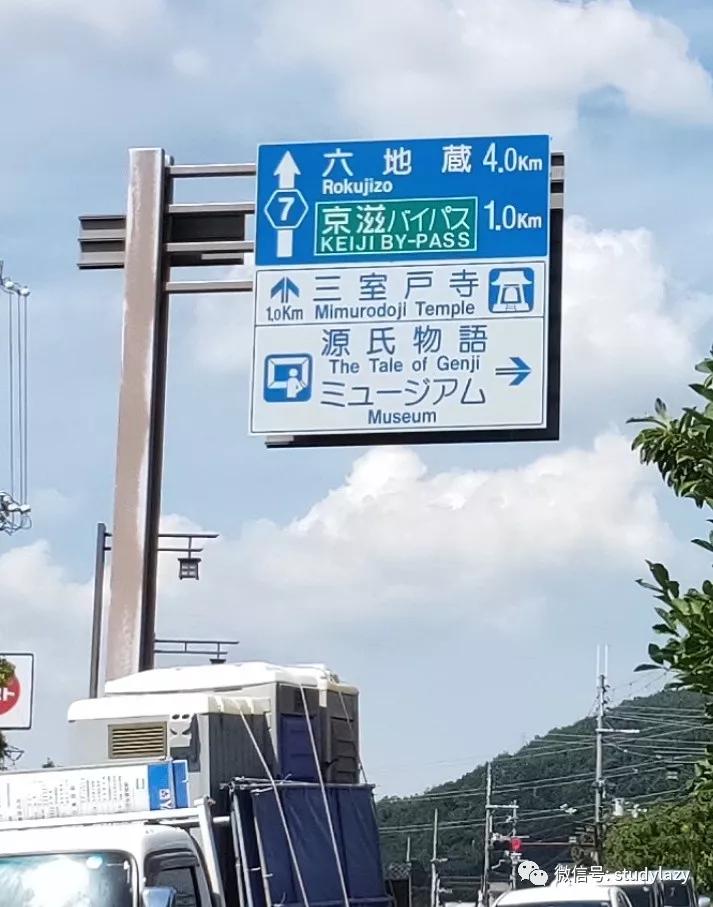 六地蔵 4.0Km
Rokujizo
7
京滋バイパス 1.0Km
KEIJI BY-PASS
三室戸寺
1.0Km Mimurodoji Temple
源氏物語
The Tale of Genji
ミュージアム
Museum
微信号: studylazy